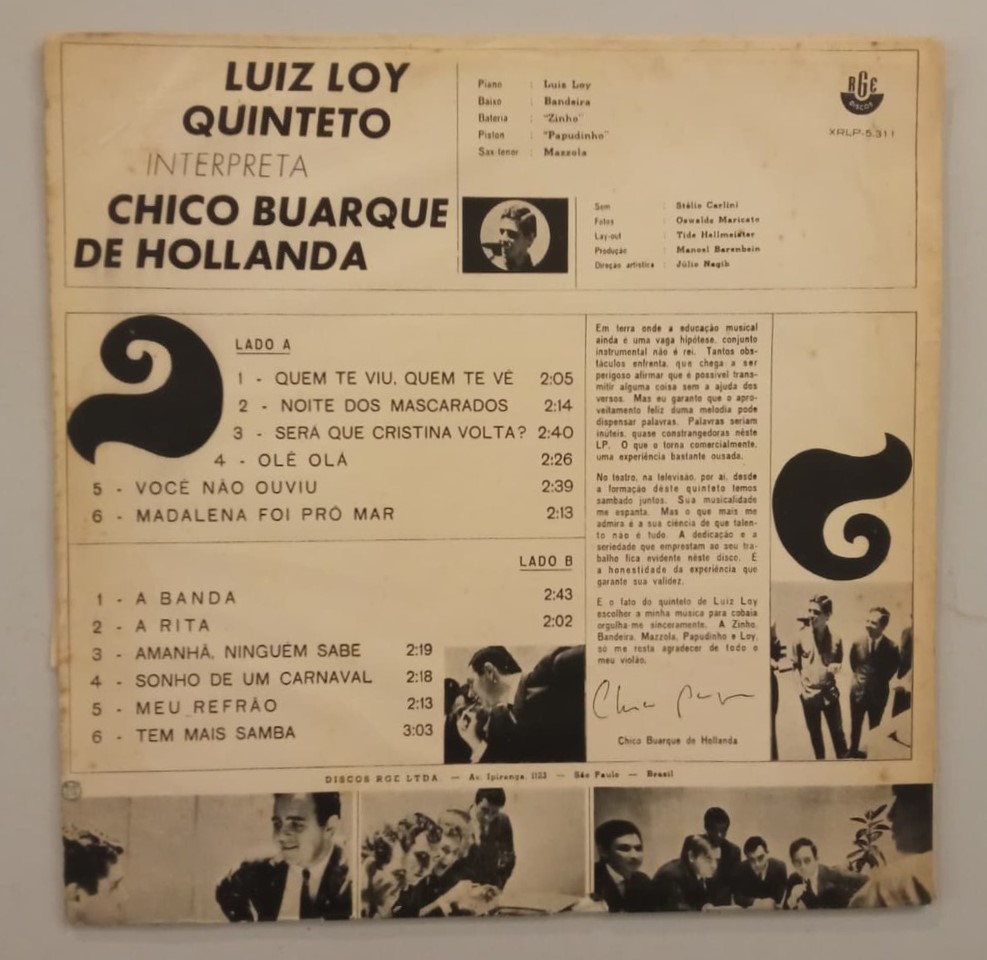 LUIZ LOY
QUINTETO
INTERPRETA
CHICO BUARQUE
DE HOLLANDA
Piano : Luis Loy
Baixo : Bandeira
Bateria : "Zinho"
Piston : "Papudinho"
Sax-tenor : Mazzola
RGE
DISCOS
XRLP-5.311
Som : Stélio Carlini
Fotos : Oswaldo Maricato
Lay-out : Tide Hellmeister
Produção : Manoel Barenbein
Direção artística : Júlio Nagib
LADO A
1 - QUEM TE VIU, QUEM TE VÊ 2:05
2 - NOITE DOS MASCARADOS 2:14
3 - SERÁ QUE CRISTINA VOLTA? 2:40
4 - OLÊ OLÁ 2:26
5 - VOCÊ NÃO OUVIU 2:39
6 - MADALENA FOI PRÔ MAR 2:13
LADO B
1 - A BANDA 2:43
2 - A RITA 2:02
3 - AMANHÃ, NINGUÉM SABE 2:19
4 - SONHO DE UM CARNAVAL 2:18
5 - MEU REFRÃO 2:13
6 - TEM MAIS SAMBA 3:03
Em terra onde a educação musical
ainda é uma vaga hipótese, conjunto
instrumental não é rei. Tantos obs-
táculos enfrenta, que chega a ser
perigoso afirmar que é possível trans-
mitir alguma coisa sem a ajuda dos
versos. Mas eu garanto que o apro-
veitamento feliz duma melodia pode
dispensar palavras. Palavras seriam
inúteis, quase constrangedoras nêste
LP. O que o torna comercialmente,
uma experiência bastante ousada.
No teatro, na televisão, por aí, desde
a formação dêste quinteto temos
sambado juntos. Sua musicalidade
me espanta. Mas o que mais me
admira é a sua ciência de que talen-
to não é tudo. A dedicação e a
seriedade que emprestam ao seu tra-
balho fica evidente nêste disco. E
a honestidade da experiência que
garante sua validez.
E o fato do quinteto de Luiz Loy
escolher a minha música para cobaia
orgulha-me sinceramente. A Zinho,
Bandeira, Mazzola, Papudinho e Loy,
só me resta agradecer de todo o
meu violão.
Chico Buarque de Hollanda
DISCOS RGE LTDA. — Av. Ipiranga, 1123 — São Paulo — Brasil